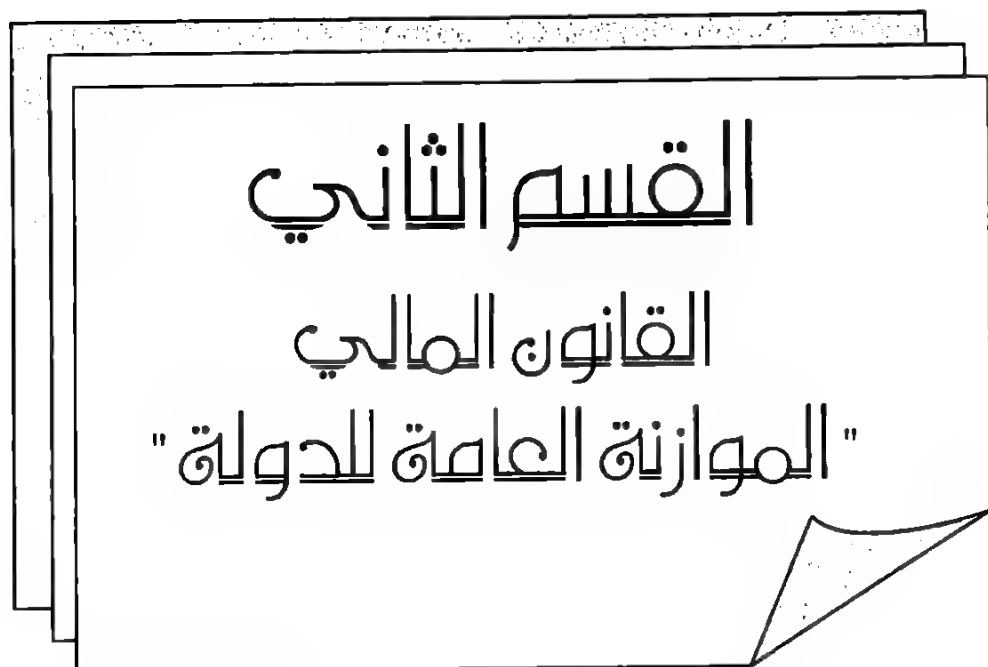 القسم الثاني
القانون المالي
" الموازنة العامة للدولة "